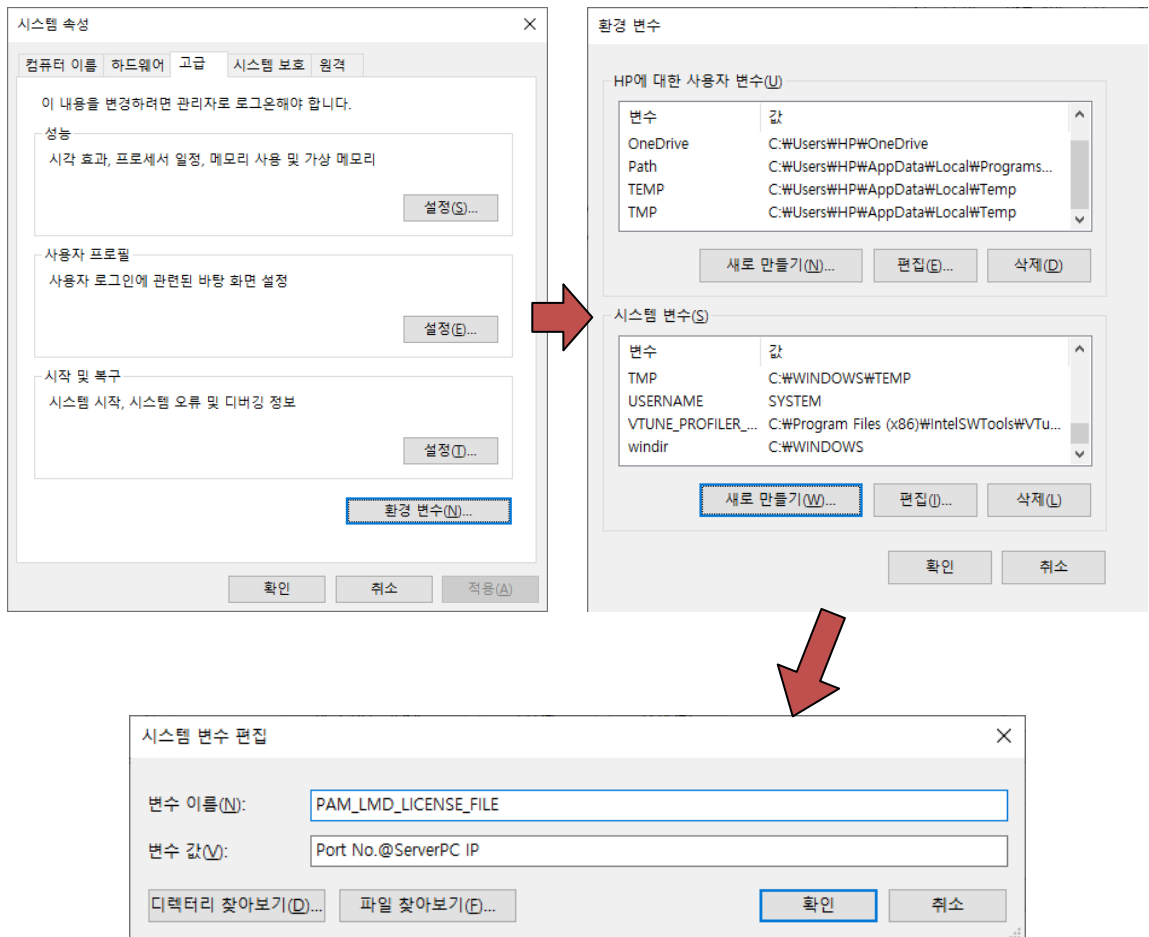 시스템 속성
컴퓨터 이름 하드웨어 고급 시스템 보호 원격
이 내용을 변경하려면 관리자로 로그온해야 합니다.
성능
시각 효과, 프로세서 일정, 메모리 사용 및 가상 메모리
설정(S)...
사용자 프로필
사용자 로그인에 관련된 바탕 화면 설정
설정(E)...
시작 및 복구
시스템 시작, 시스템 오류 및 디버깅 정보
설정(T)...
환경 변수(N)...
확인 취소 적용(A)
환경 변수
HP에 대한 사용자 변수(U)
변수 값
OneDrive C:₩Users₩HP₩OneDrive
Path C:₩Users₩HP₩AppData₩Local₩Programs...
TEMP C:₩Users₩HP₩AppData₩Local₩Temp
TMP C:₩Users₩HP₩AppData₩Local₩Temp
새로 만들기(N)... 편집(E)... 삭제(D)
시스템 변수(S)
변수 값
TMP C:₩WINDOWS₩TEMP
USERNAME SYSTEM
VTUNE_PROFILER_... C:₩Program Files (x86)₩IntelSWTools₩VTu...
windir C:₩WINDOWS
새로 만들기(W)... 편집(I)... 삭제(L)
확인 취소
시스템 변수 편집
변수 이름(N): PAM_LMD_LICENSE_FILE
변수 값(V): Port No.@ServerPC IP
디렉터리 찾아보기(D)... 파일 찾아보기(F)... 확인 취소